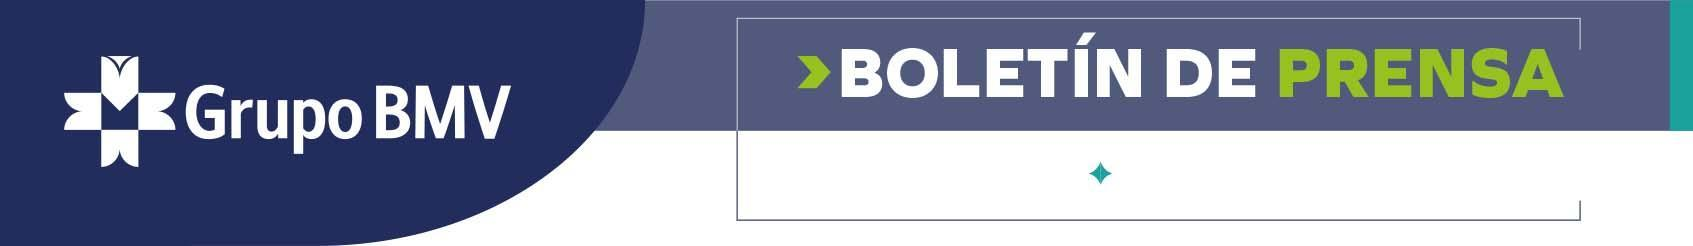 Grupo BMV
BOLETÍN DE PRENSA